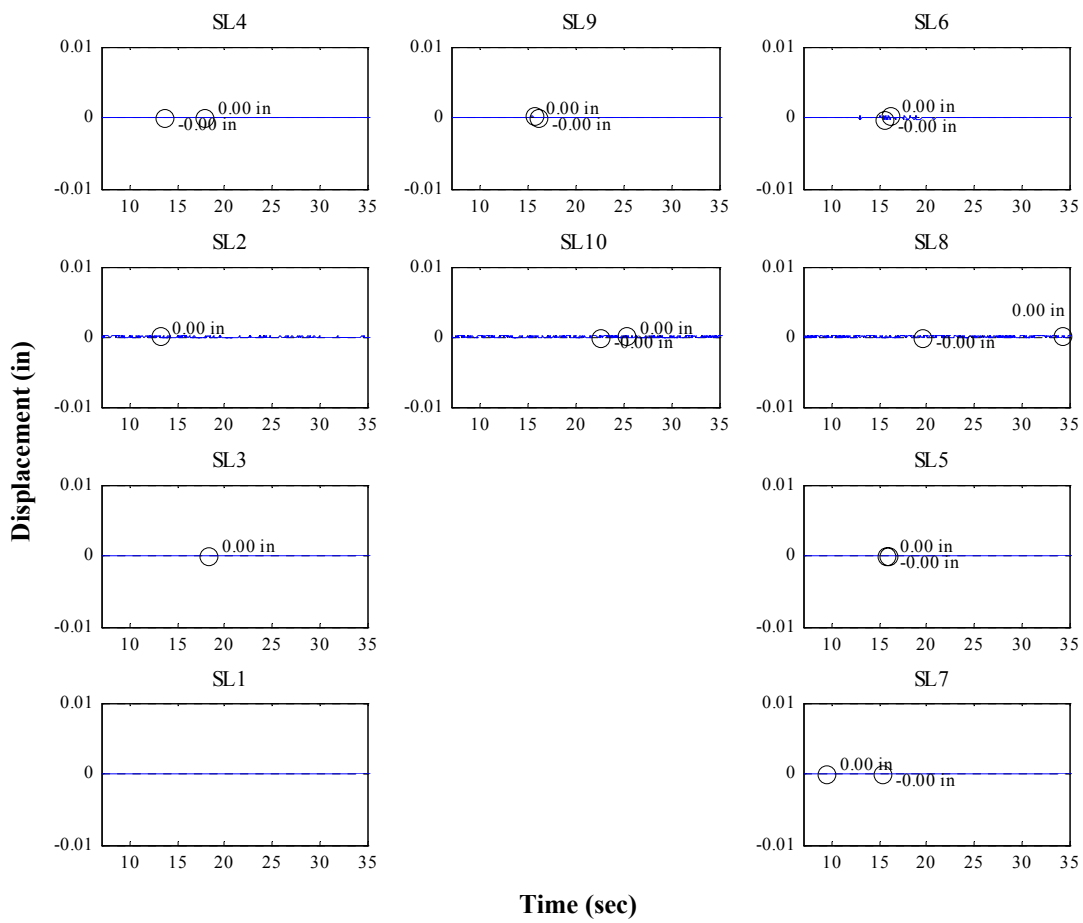 SL4 SL9 SL6
0.01 0.01 0.01
0.00 in 0.00 in 0.00 in
0 0 0
-0.00 in -0.00 in -0.00 in
-0.01 -0.01 -0.01
10 15 20 25 30 35 10 15 20 25 30 35 10 15 20 25 30 35
SL2 SL10 SL8
0.01 0.01 0.01
0.00 in
0.00 in 0.00 in
0 0 0
-0.00 in -0.00 in
-0.01 -0.01 -0.01
10 15 20 25 30 35 10 15 20 25 30 35 10 15 20 25 30 35
SL3 SL5
0.01 0.01
0.00 in 0.00 in
0 0
-0.00 in
-0.01 -0.01
10 15 20 25 30 35 10 15 20 25 30 35
SL1 SL7
0.01 0.01
0.00 in
0 0
-0.00 in
-0.01 -0.01
10 15 20 25 30 35 10 15 20 25 30 35
Displacement (in)
Time (sec)